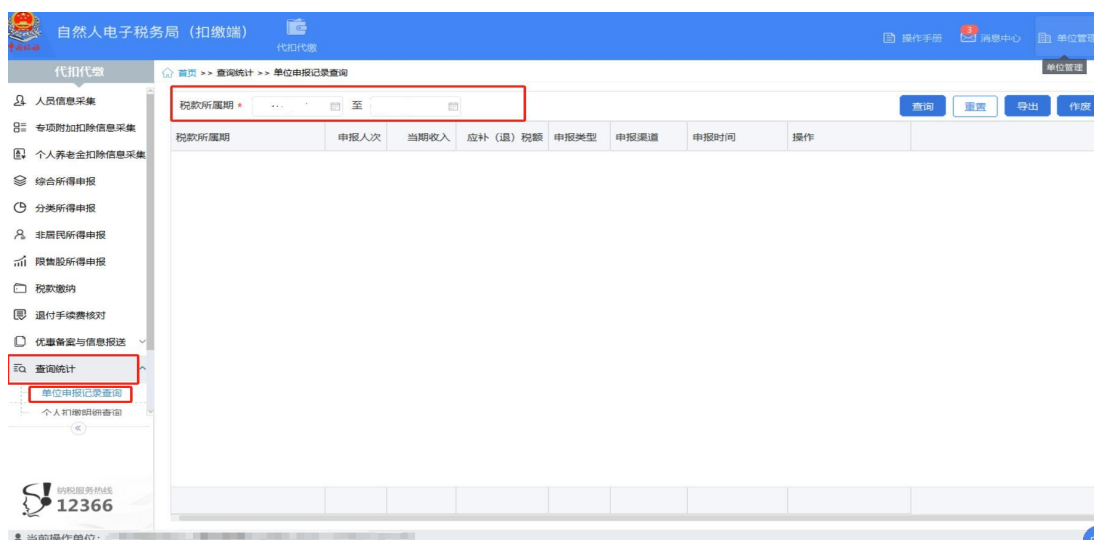 自然人电子税务局（扣缴端）
代扣代缴
操作手册
3
消息中心
单位管理
单位管理
代扣代缴
首页 >> 查询统计 >> 单位申报记录查询
人员信息采集
专项附加扣除信息采集
个人养老金扣除信息采集
综合所得申报
分类所得申报
非居民所得申报
限售股所得申报
税款缴纳
退付手续费核对
优惠备案与信息报送
查询统计
单位申报记录查询
个人扣缴明细查询
税款所属期 * 至
查询 重置 导出 作废
税款所属期 申报人次 当期收入 应补（退）税额 申报类型 申报渠道 申报时间 操作
纳税服务热线
12366
当前操作单位：